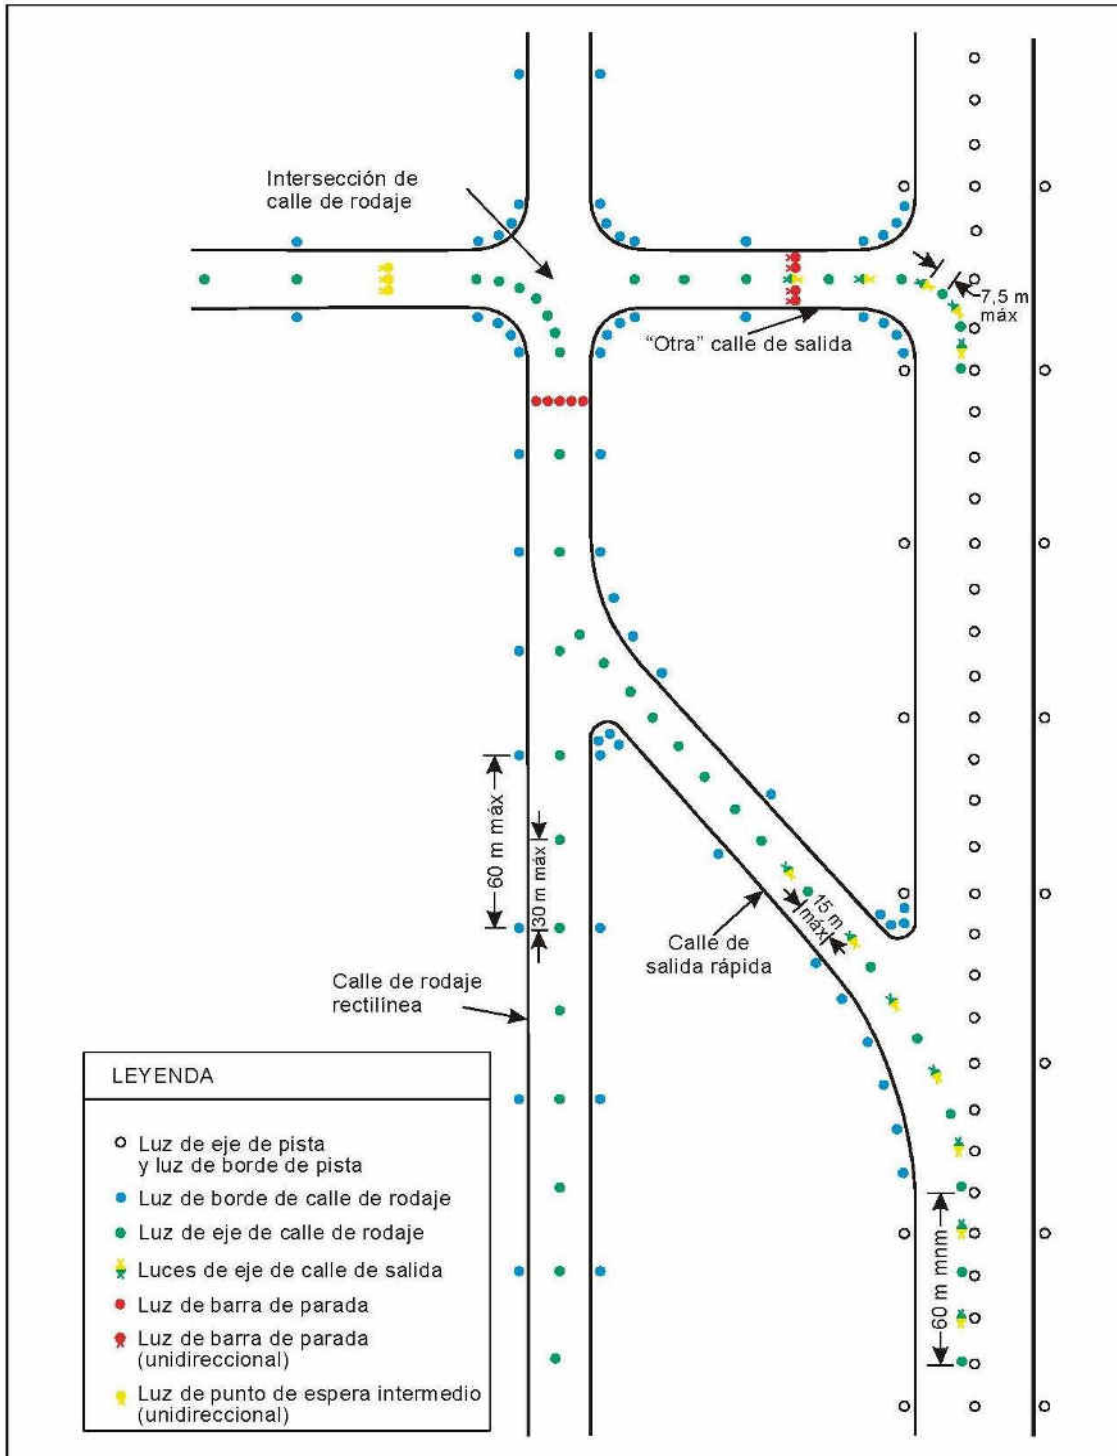 Intersección de
calle de rodaje
7,5 m
máx
“Otra” calle de salida
60 m máx
30 m máx
15 m
máx
Calle de
salida rápida
Calle de rodaje
rectilínea
60 m mnm
LEYENDA
Luz de eje de pista
y luz de borde de pista
Luz de borde de calle de rodaje
Luz de eje de calle de rodaje
Luces de eje de calle de salida
Luz de barra de parada
Luz de barra de parada
(unidireccional)
Luz de punto de espera intermedio
(unidireccional)